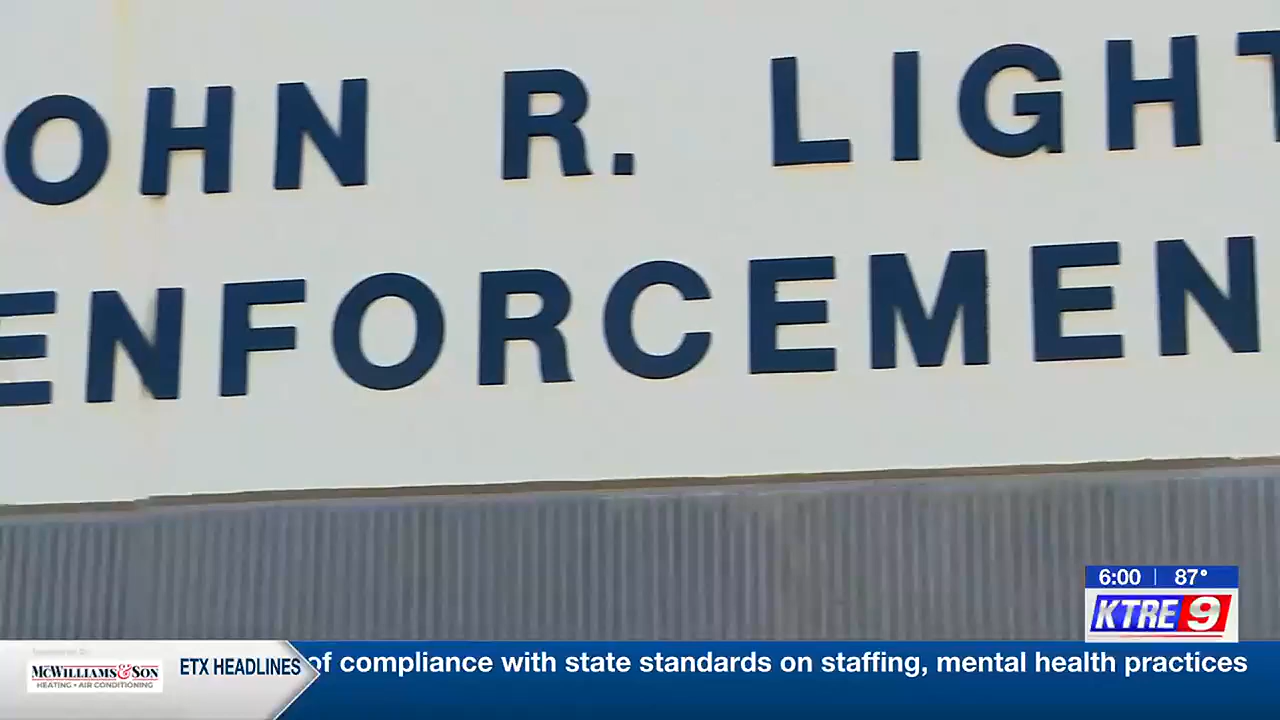 OHN R. LIGHT
ENFORCEMEN
6:00 | 87°
KTRE 9
McWILLIAMS & SON
HEATING • AIR CONDITIONING
ETX HEADLINES
of compliance with state standards on staffing, mental health practices